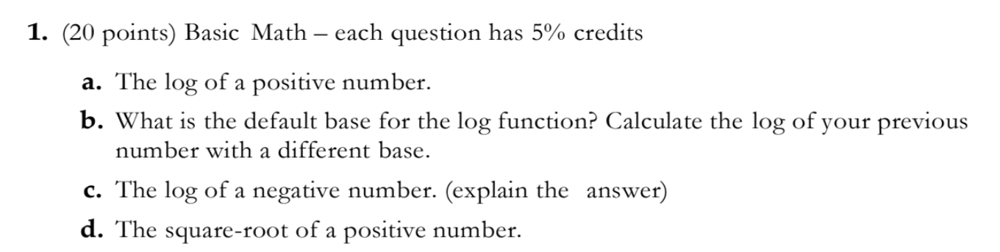 1. (20 points) Basic Math – each question has 5% credits
a. The log of a positive number.
b. What is the default base for the log function? Calculate the log of your previous
number with a different base.
c. The log of a negative number. (explain the answer)
d. The square-root of a positive number.